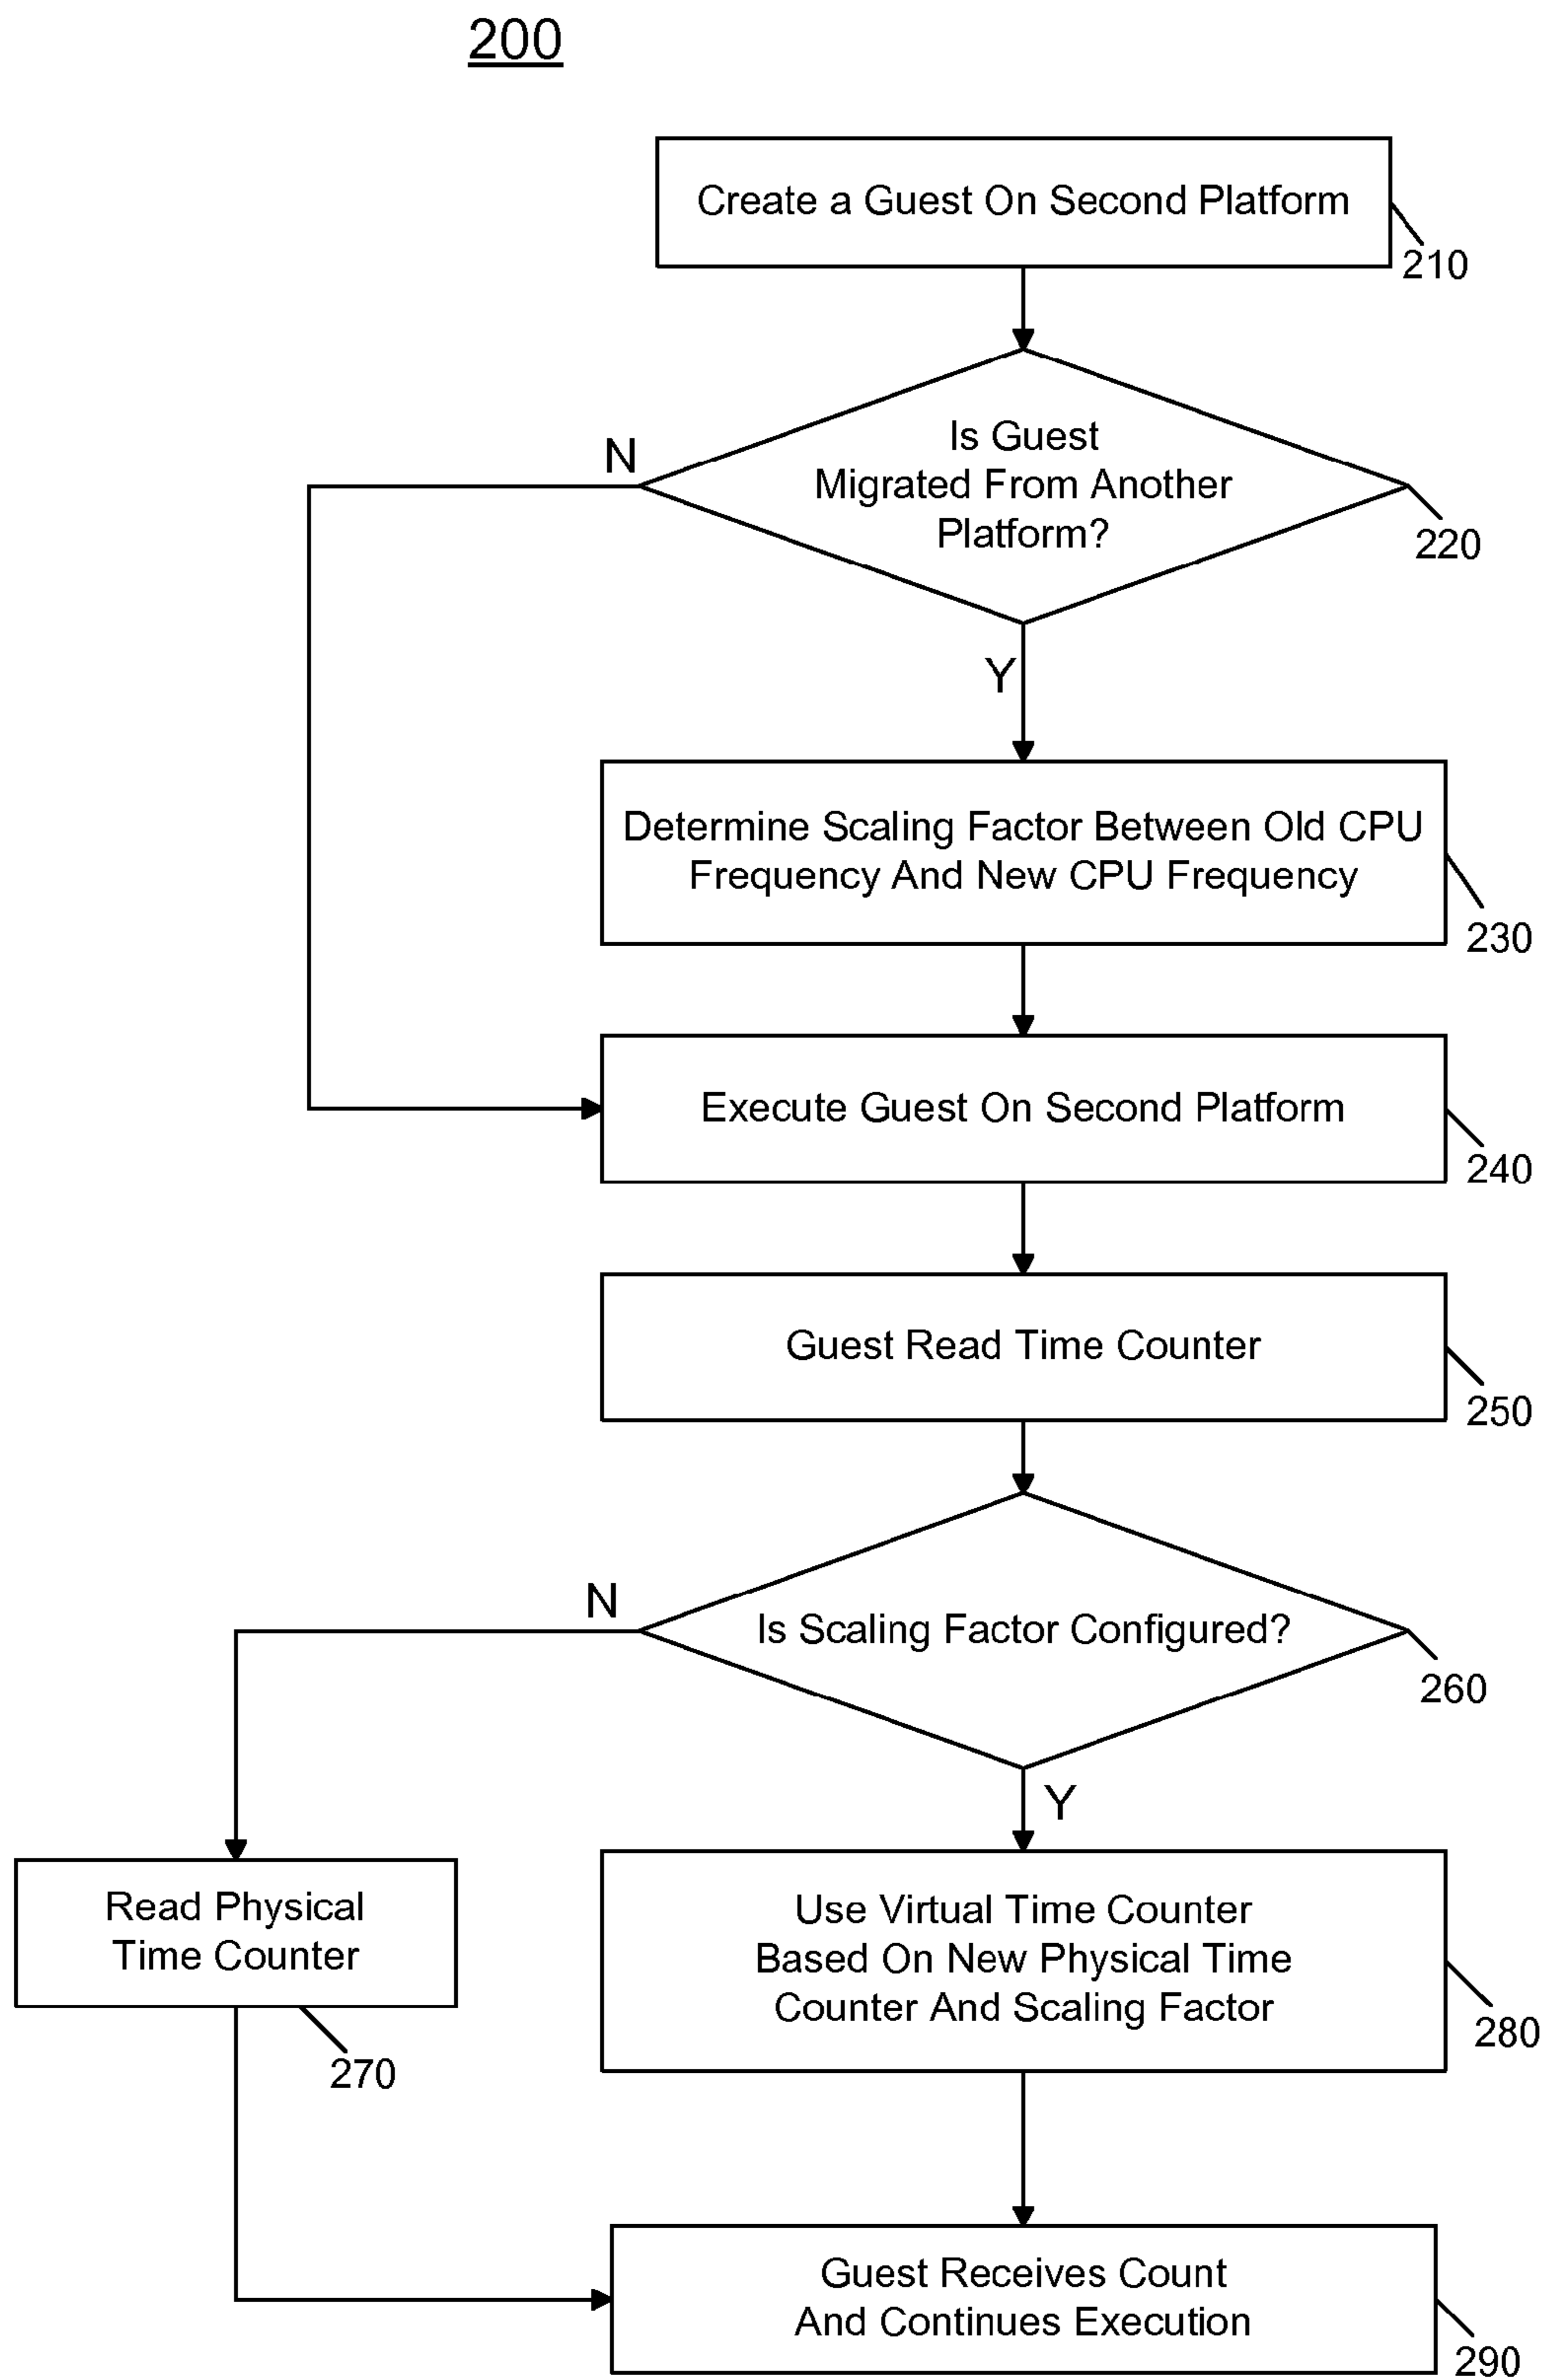 200
Create a Guest On Second Platform
210
Is Guest
Migrated From Another
Platform?
220
N
Y
Determine Scaling Factor Between Old CPU
Frequency And New CPU Frequency
230
Execute Guest On Second Platform
240
Guest Read Time Counter
250
Is Scaling Factor Configured?
260
N
Y
Read Physical
Time Counter
270
Use Virtual Time Counter
Based On New Physical Time
Counter And Scaling Factor
280
Guest Receives Count
And Continues Execution
290